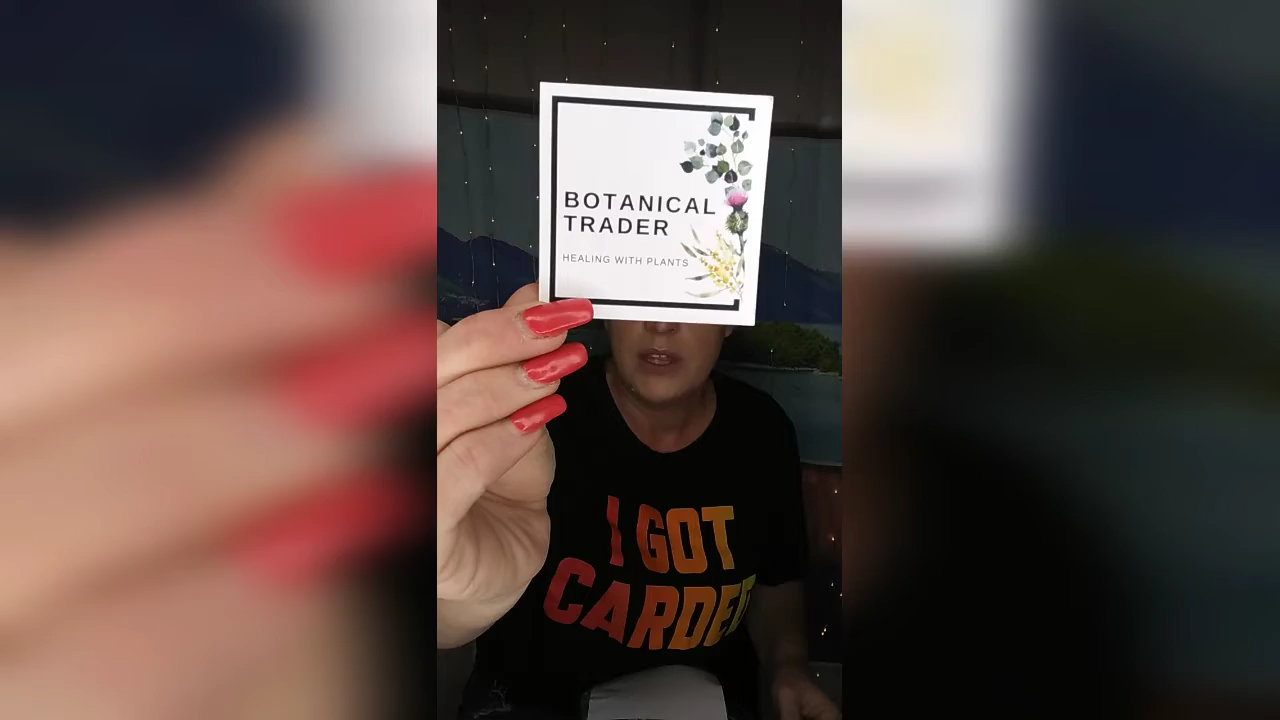 BOTANICAL
TRADER
HEALING WITH PLANTS
I GOT
CARDED